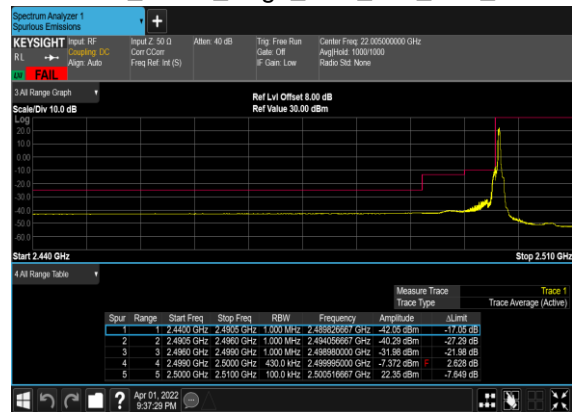 Spectrum Analyzer 1
Spurious Emissions
KEYSIGHT Input: RF Input Z: 50 Ω Atten: 40 dB Trig: Free Run Center Freq: 22.005000000 GHz
RL Coupling: DC Corr CCorr Gate: Off Avg|Hold: 1000/1000
Align: Auto Freq Ref: Int (S) IF Gain: Low Radio Std: None
LW FAIL
3 All Range Graph
Scale/Div 10.0 dB
Ref Lvl Offset 8.00 dB
Ref Value 30.00 dBm
Log
20.0
10.0
0.00
-10.0
-20.0
-30.0
-40.0
-50.0
-60.0
Start 2.440 GHz Stop 2.510 GHz
4 All Range Table
Measure Trace Trace 1
Trace Type Trace Average (Active)
Spur Range Start Freq Stop Freq RBW Frequency Amplitude ΔLimit
1 1 2.4400 GHz 2.4905 GHz 1.000 MHz 2.489826667 GHz -42.05 dBm -17.05 dB
2 2 2.4905 GHz 2.4960 GHz 1.000 MHz 2.494056667 GHz -40.29 dBm -27.29 dB
3 3 2.4960 GHz 2.4990 GHz 1.000 MHz 2.498980000 GHz -31.98 dBm -21.98 dB
4 4 2.4990 GHz 2.5000 GHz 430.0 kHz 2.499995000 GHz -7.372 dBm F 2.628 dB
5 5 2.5000 GHz 2.5100 GHz 100.0 kHz 2.500516667 GHz 22.35 dBm -7.649 dB
Apr 01, 2022
9:37:29 PM